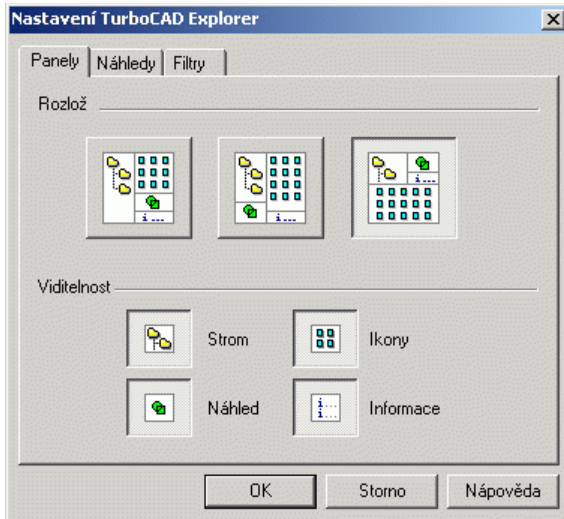 Nastavení TurboCAD Explorer
Panely Náhledy Filtry
Rozlož
i...
i...
i...
Viditelnost
Strom Ikony
Náhled Informace
i...
i...
OK Storno Nápověda